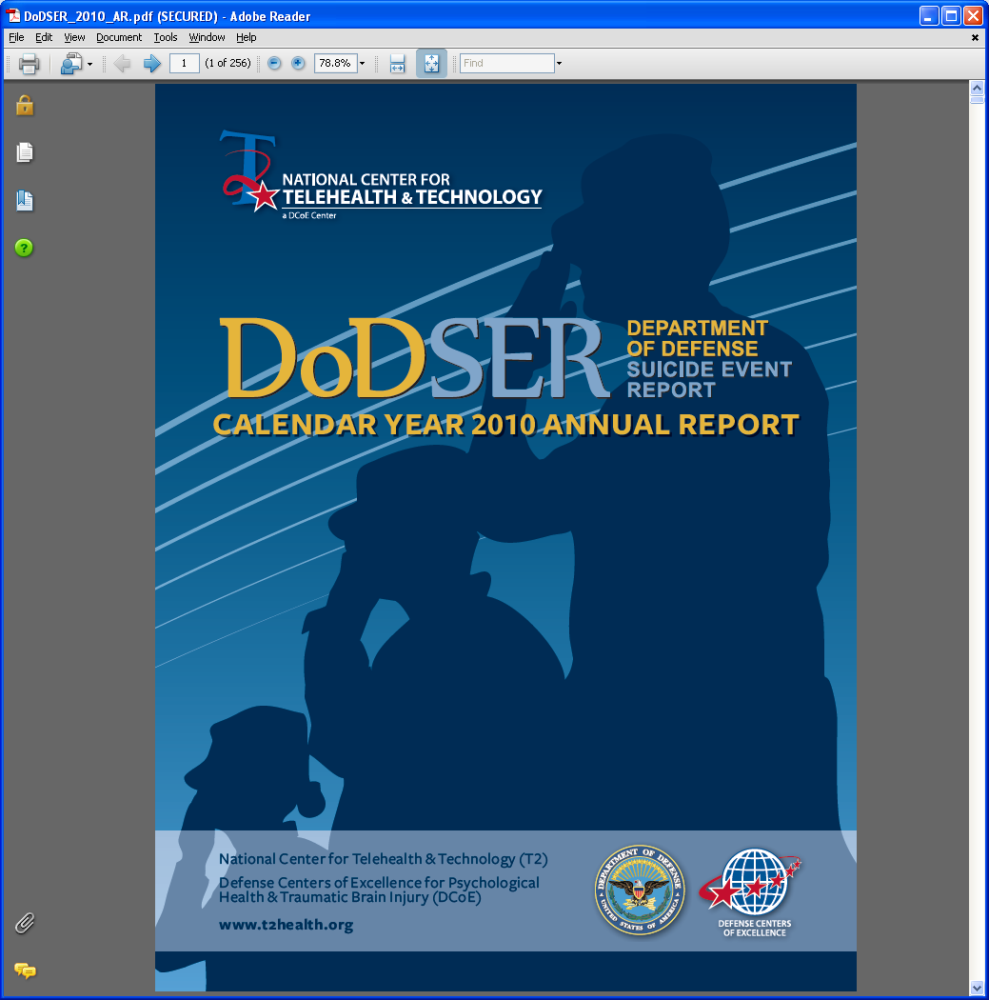 DoDSER_2010_AR.pdf (SECURED) - Adobe Reader
File Edit View Document Tools Window Help
1 (1 of 256) 78.8% Find
T2
NATIONAL CENTER FOR
TELEHEALTH & TECHNOLOGY
a DCoE Center
DoDSER
DEPARTMENT
OF DEFENSE
SUICIDE EVENT
REPORT
CALENDAR YEAR 2010 ANNUAL REPORT
National Center for Telehealth & Technology (T2)
Defense Centers of Excellence for Psychological
Health & Traumatic Brain Injury (DCoE)
www.t2health.org
DEPARTMENT OF DEFENSE
UNITED STATES OF AMERICA
DEFENSE CENTERS
OF EXCELLENCE